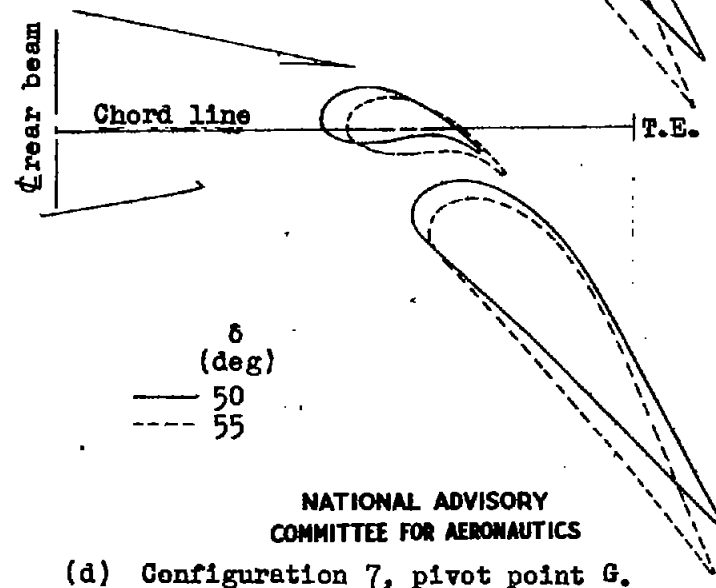 ℄ rear beam
Chord line
T.E.
δ
(deg)
50
55
NATIONAL ADVISORY
COMMITTEE FOR AERONAUTICS
(d) Configuration 7, pivot point G.